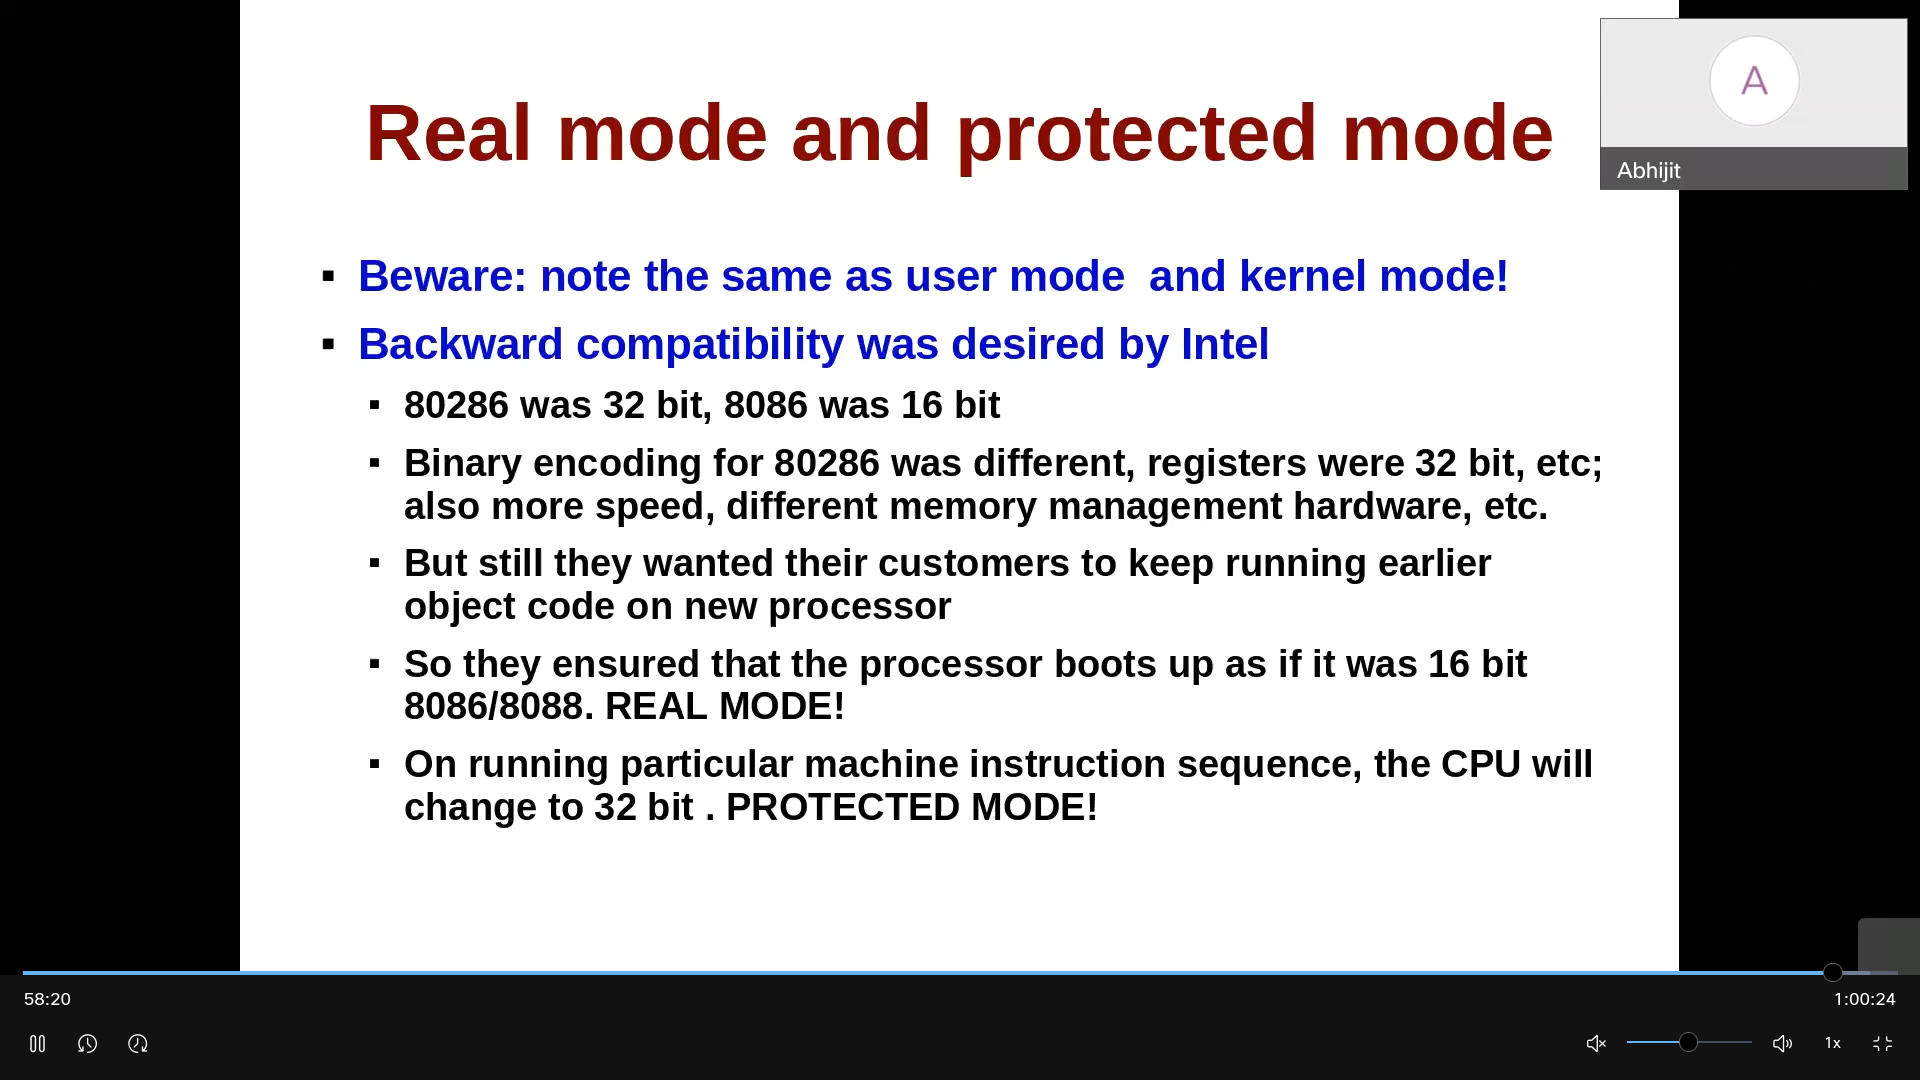 Real mode and protected mode
A
Abhijit
▪ Beware: note the same as user mode  and kernel mode!
▪ Backward compatibility was desired by Intel
▪ 80286 was 32 bit, 8086 was 16 bit
▪ Binary encoding for 80286 was different, registers were 32 bit, etc;
also more speed, different memory management hardware, etc.
▪ But still they wanted their customers to keep running earlier
object code on new processor
▪ So they ensured that the processor boots up as if it was 16 bit
8086/8088. REAL MODE!
▪ On running particular machine instruction sequence, the CPU will
change to 32 bit . PROTECTED MODE!
58:20
1:00:24
1x